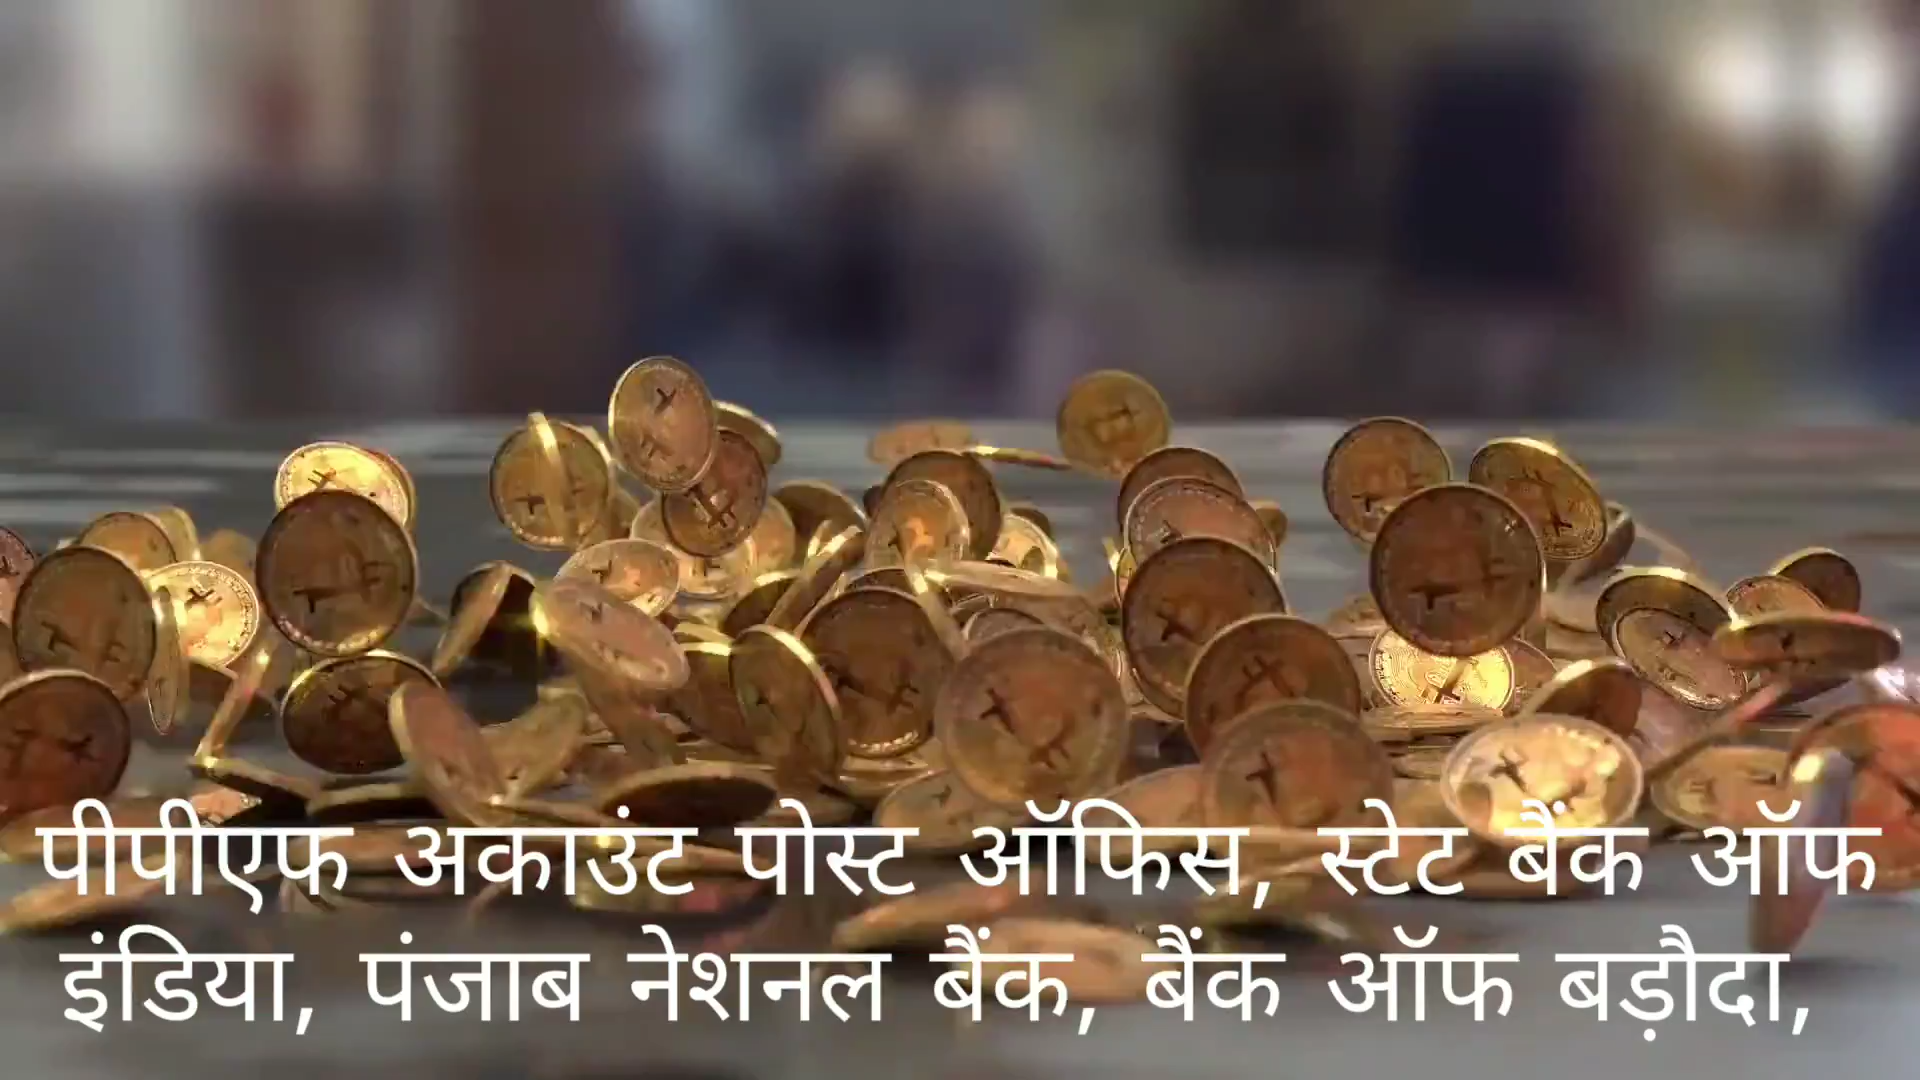 पीपीएफ अकाउंट पोस्ट ऑफिस, स्टेट बैंक ऑफ
इंडिया, पंजाब नेशनल बैंक, बैंक ऑफ बड़ौदा,